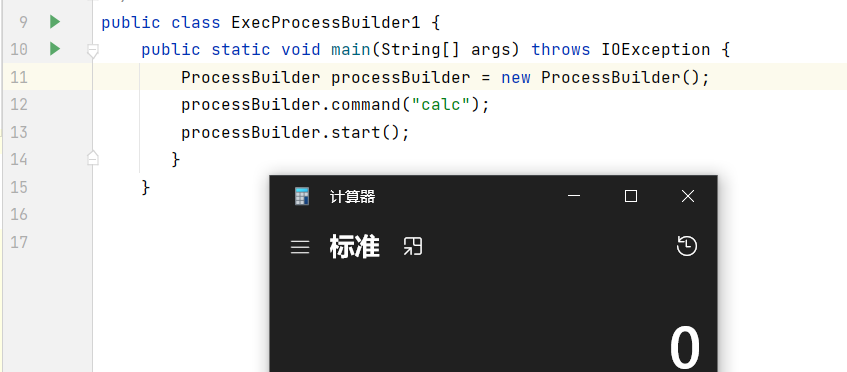 9 public class ExecProcessBuilder1 {
10 public static void main(String[] args) throws IOException {
11 ProcessBuilder processBuilder = new ProcessBuilder();
12 processBuilder.command("calc");
13 processBuilder.start();
14 }
15 }
16
17
计算器
标准
0